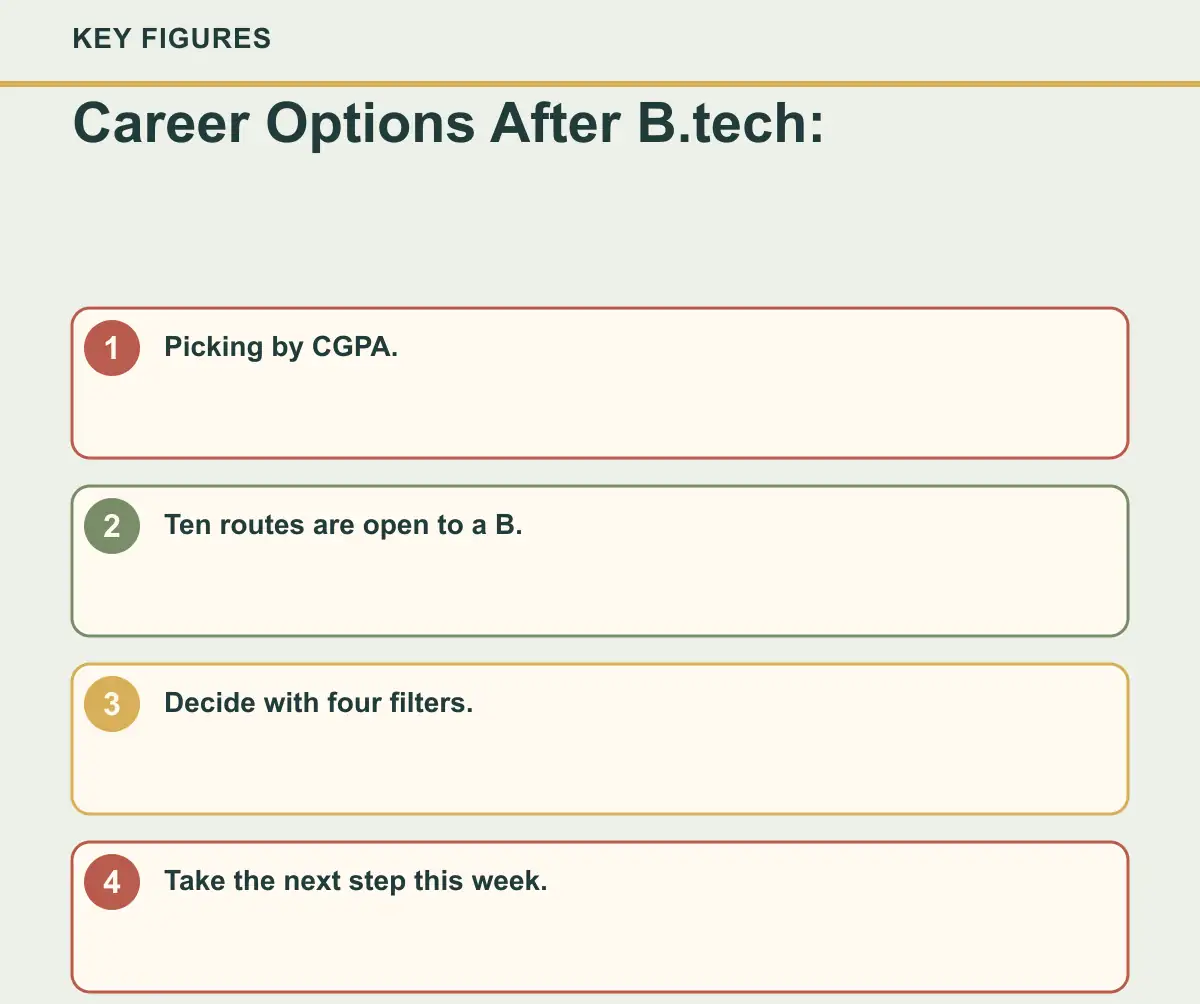 KEY FIGURES
Career Options After B.tech:
1
Picking by CGPA.
2
Ten routes are open to a B.
3
Decide with four filters.
4
Take the next step this week.